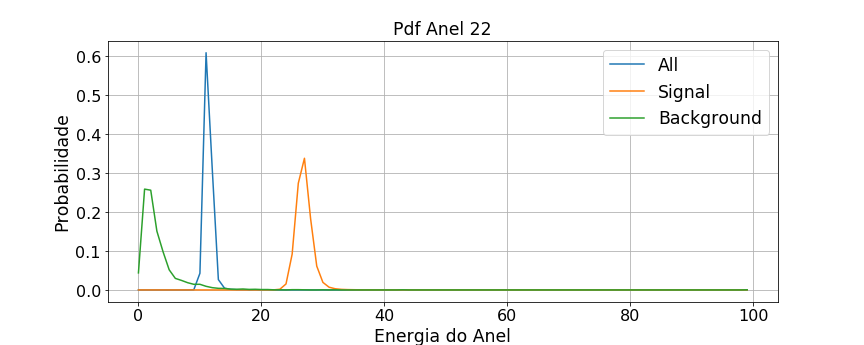 Pdf Anel 22
Probabilidade
0.6
0.5
0.4
0.3
0.2
0.1
0.0
All
Signal
Background
0 20 40 60 80 100
Energia do Anel